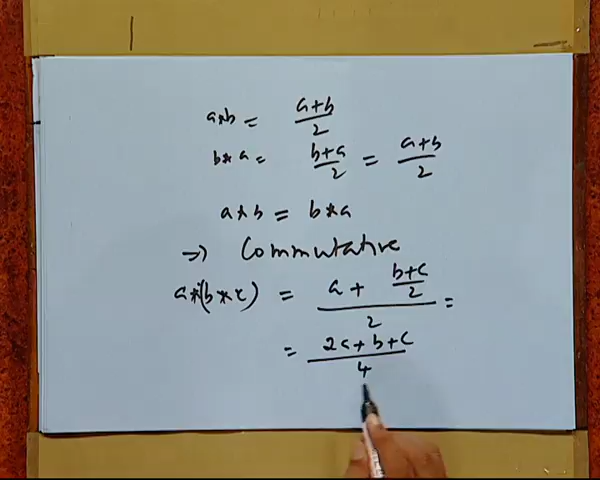 a*b = (a+b)/2
b*a = (b+a)/2 = (a+b)/2
a*b = b*a
=> Commutative
a*(b*c) = (a + (b+c)/2)/2 =
= (2a+b+c)/4